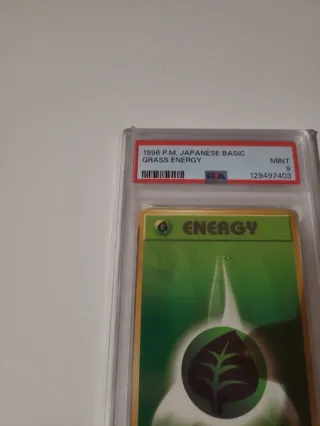 1996 P.M. JAPANESE BASIC
GRASS ENERGY MINT
9
PSA 129497403
ENERGY